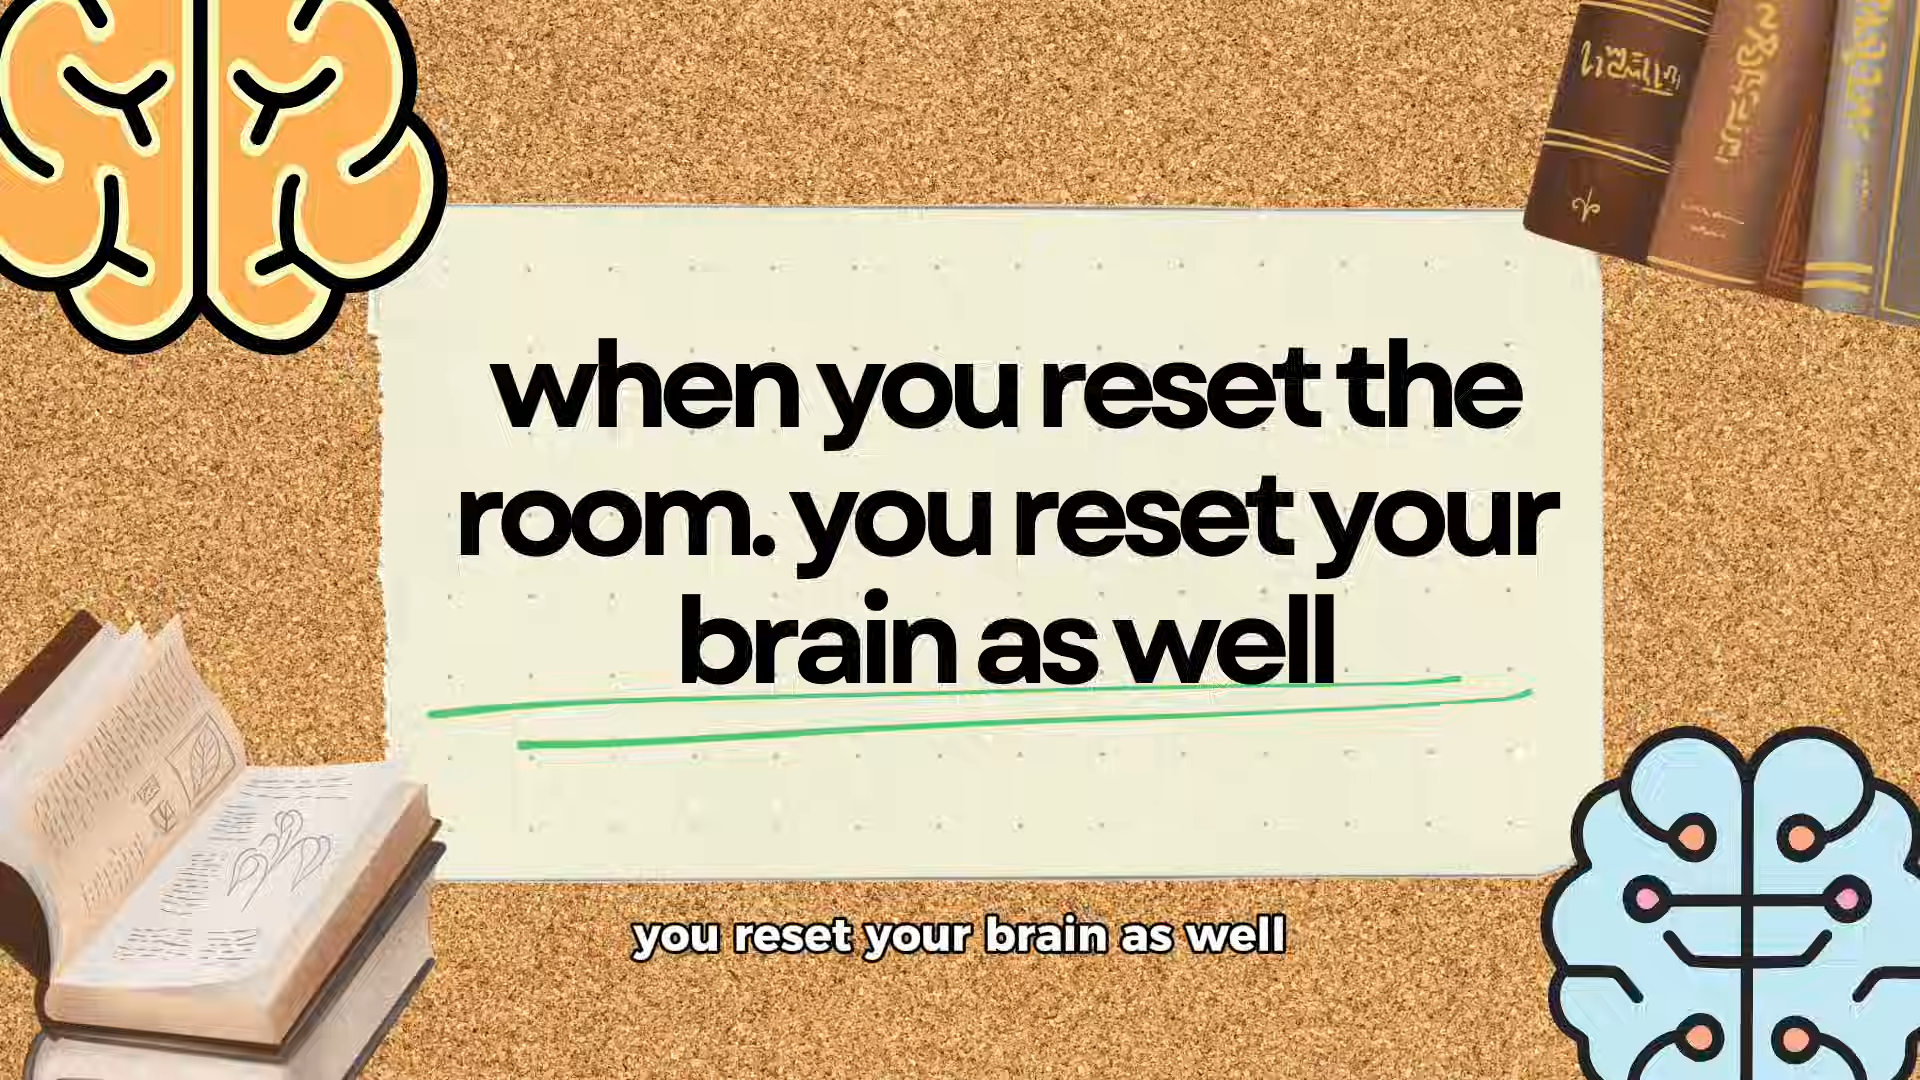 when you reset the
room. you reset your
brain as well
you reset your brain as well